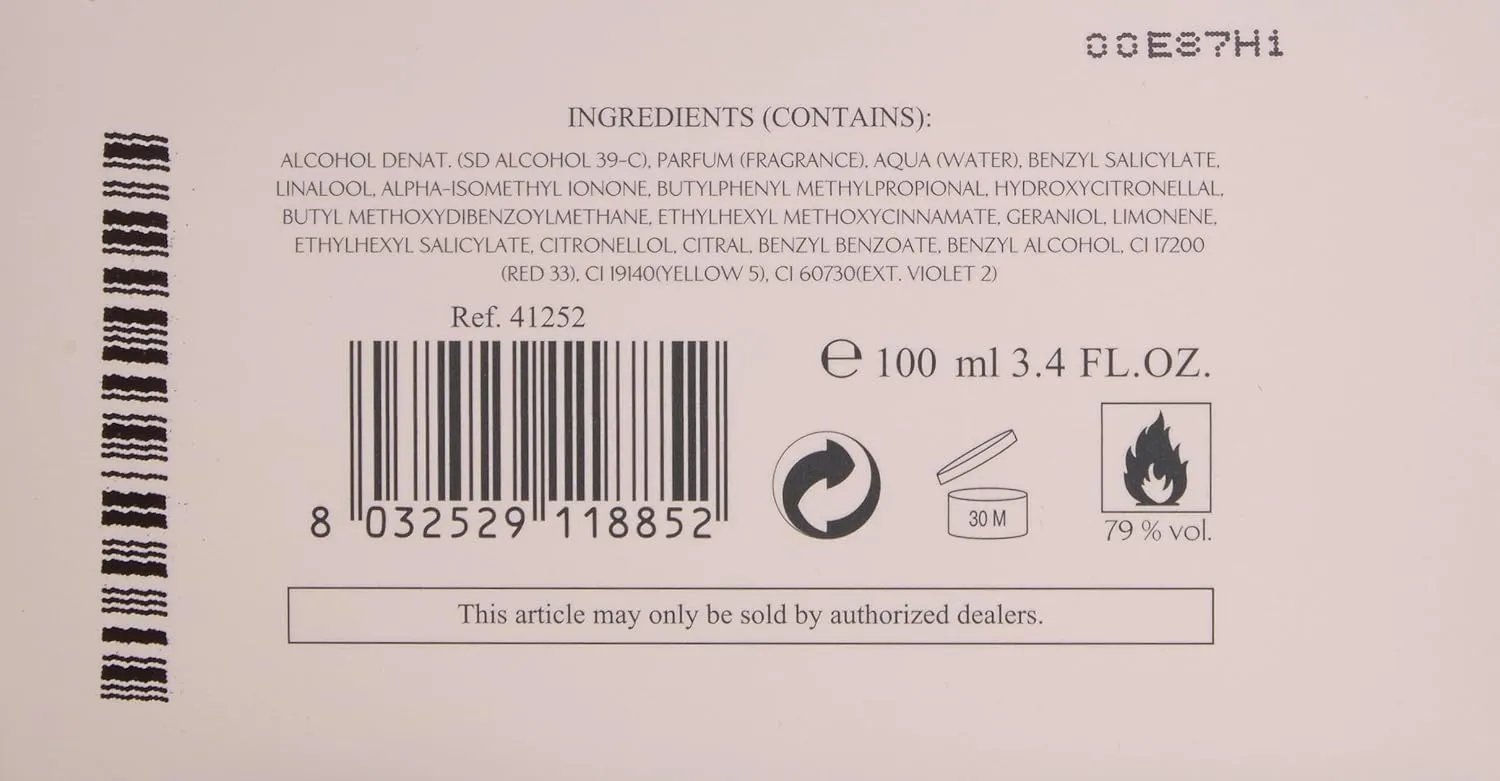 00E87H1
INGREDIENTS (CONTAINS):
ALCOHOL DENAT. (SD ALCOHOL 39-C), PARFUM (FRAGRANCE), AQUA (WATER), BENZYL SALICYLATE,
LINALOOL, ALPHA-ISOMETHYL IONONE, BUTYLPHENYL METHYLPROPIONAL, HYDROXYCITRONELLAL,
BUTYL METHOXYDIBENZOYLMETHANE, ETHYLHEXYL METHOXYCINNAMATE, GERANIOL, LIMONENE,
ETHYLHEXYL SALICYLATE, CITRONELLOL, CITRAL, BENZYL BENZOATE, BENZYL ALCOHOL, CI 17200
(RED 33), CI 19140(YELLOW 5), CI 60730(EXT. VIOLET 2)
Ref. 41252
8 032529 118852
℮ 100 ml 3.4 FL.OZ.
30 M
79 % vol.
This article may only be sold by authorized dealers.